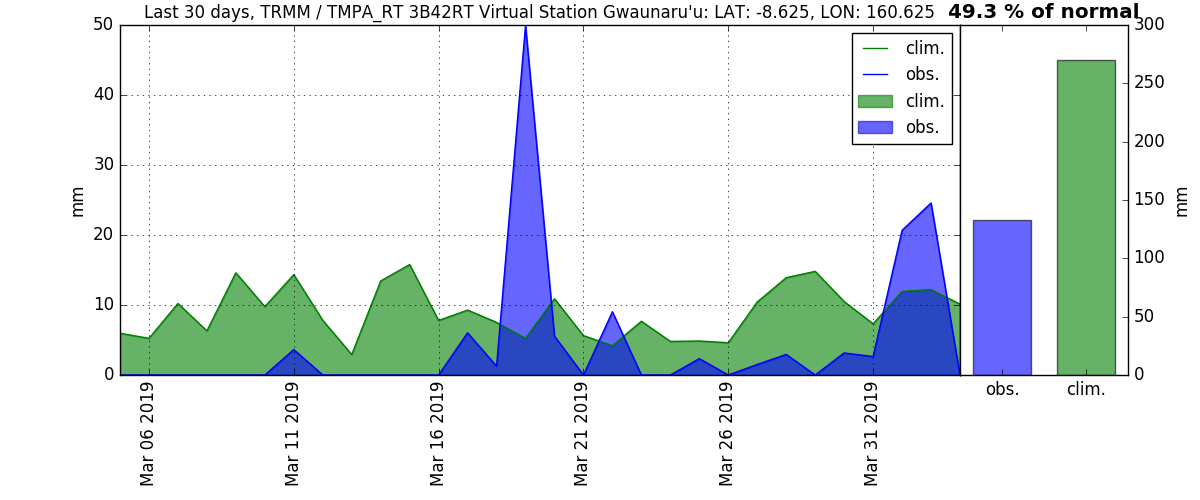 Last 30 days, TRMM / TMPA_RT 3B42RT Virtual Station Gwaunaru'u: LAT: -8.625, LON: 160.625
49.3 % of normal
50
40
30
20
10
0
mm
clim.
obs.
clim.
obs.
300
250
200
150
100
50
0
mm
Mar 06 2019
Mar 11 2019
Mar 16 2019
Mar 21 2019
Mar 26 2019
Mar 31 2019
obs.
clim.